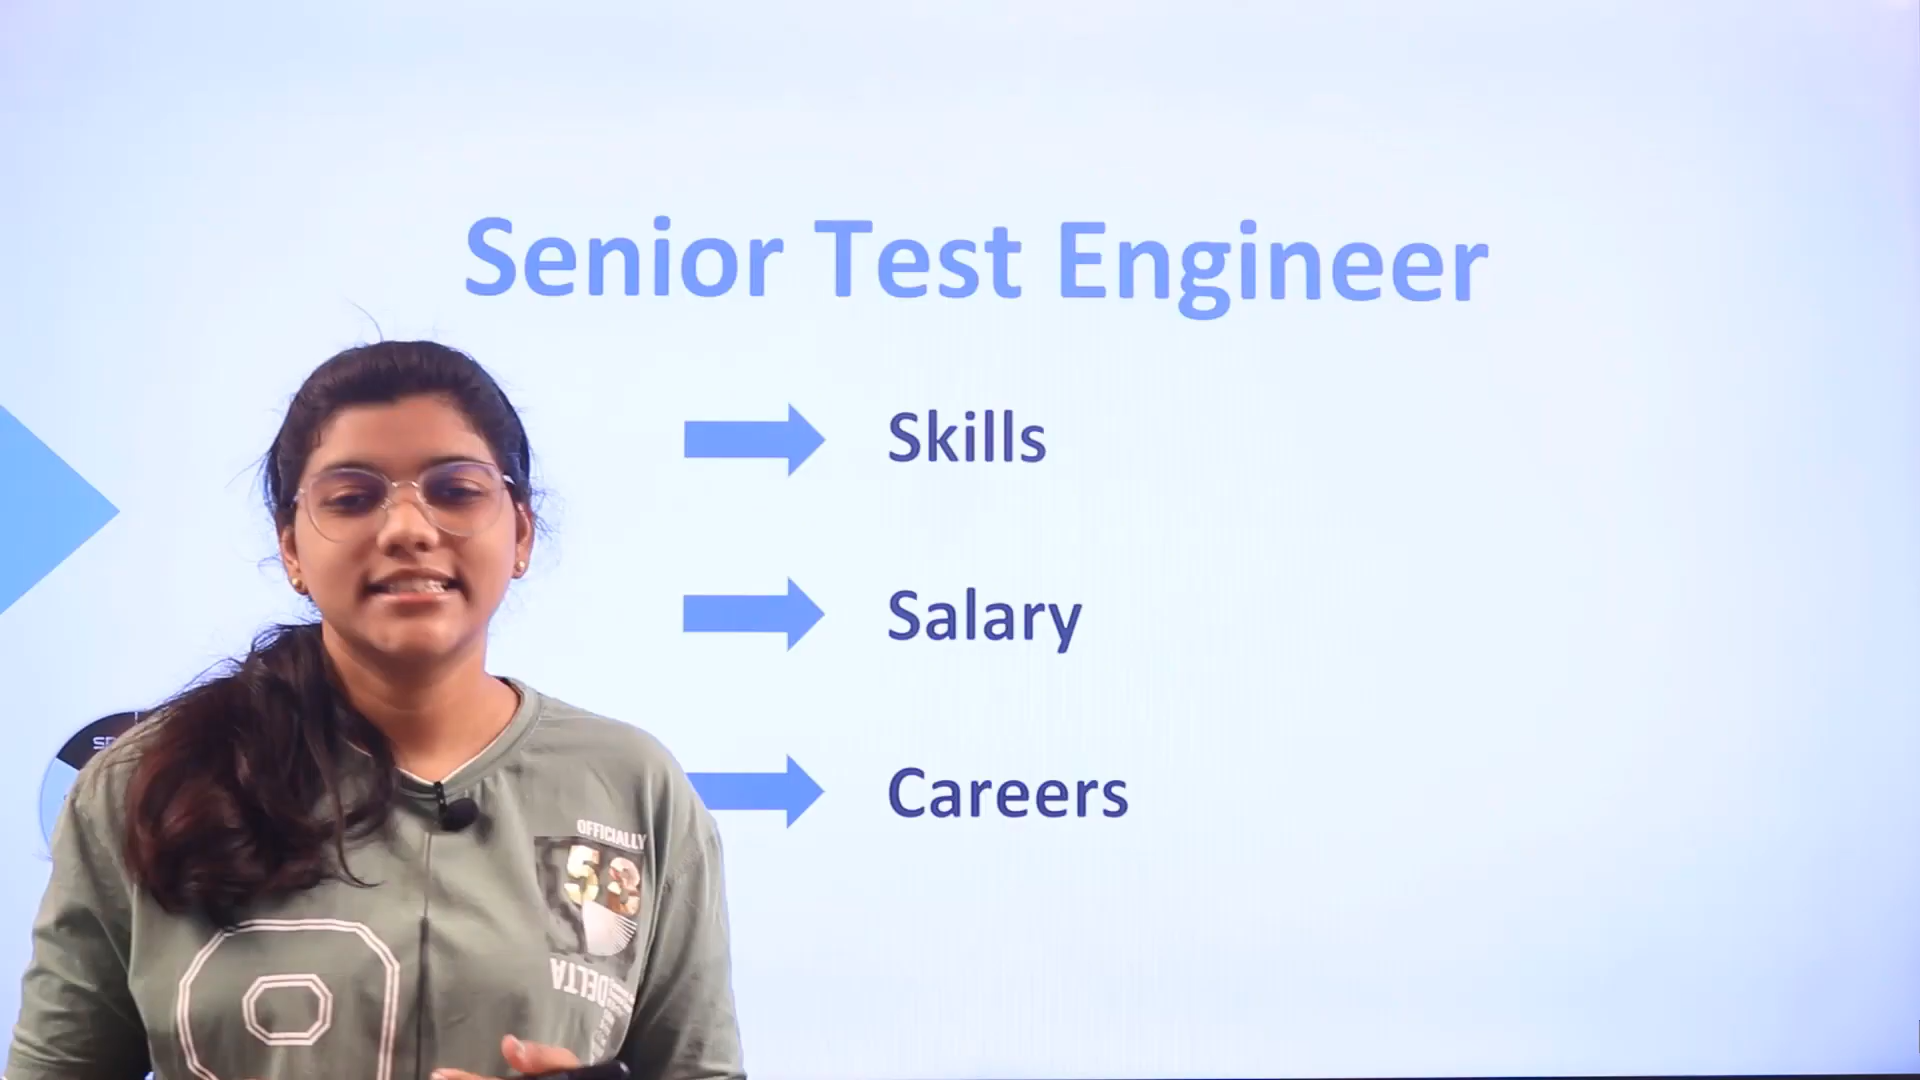 Senior Test Engineer
Skills
Salary
Careers
OFFICIALLY
53
DELTA